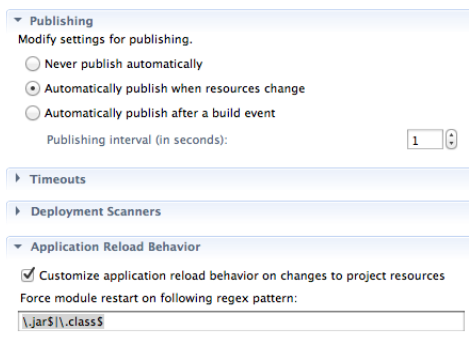 Publishing
Modify settings for publishing.
Never publish automatically
Automatically publish when resources change
Automatically publish after a build event
Publishing interval (in seconds): 1
Timeouts
Deployment Scanners
Application Reload Behavior
Customize application reload behavior on changes to project resources
Force module restart on following regex pattern:
\.jar$|\.class$